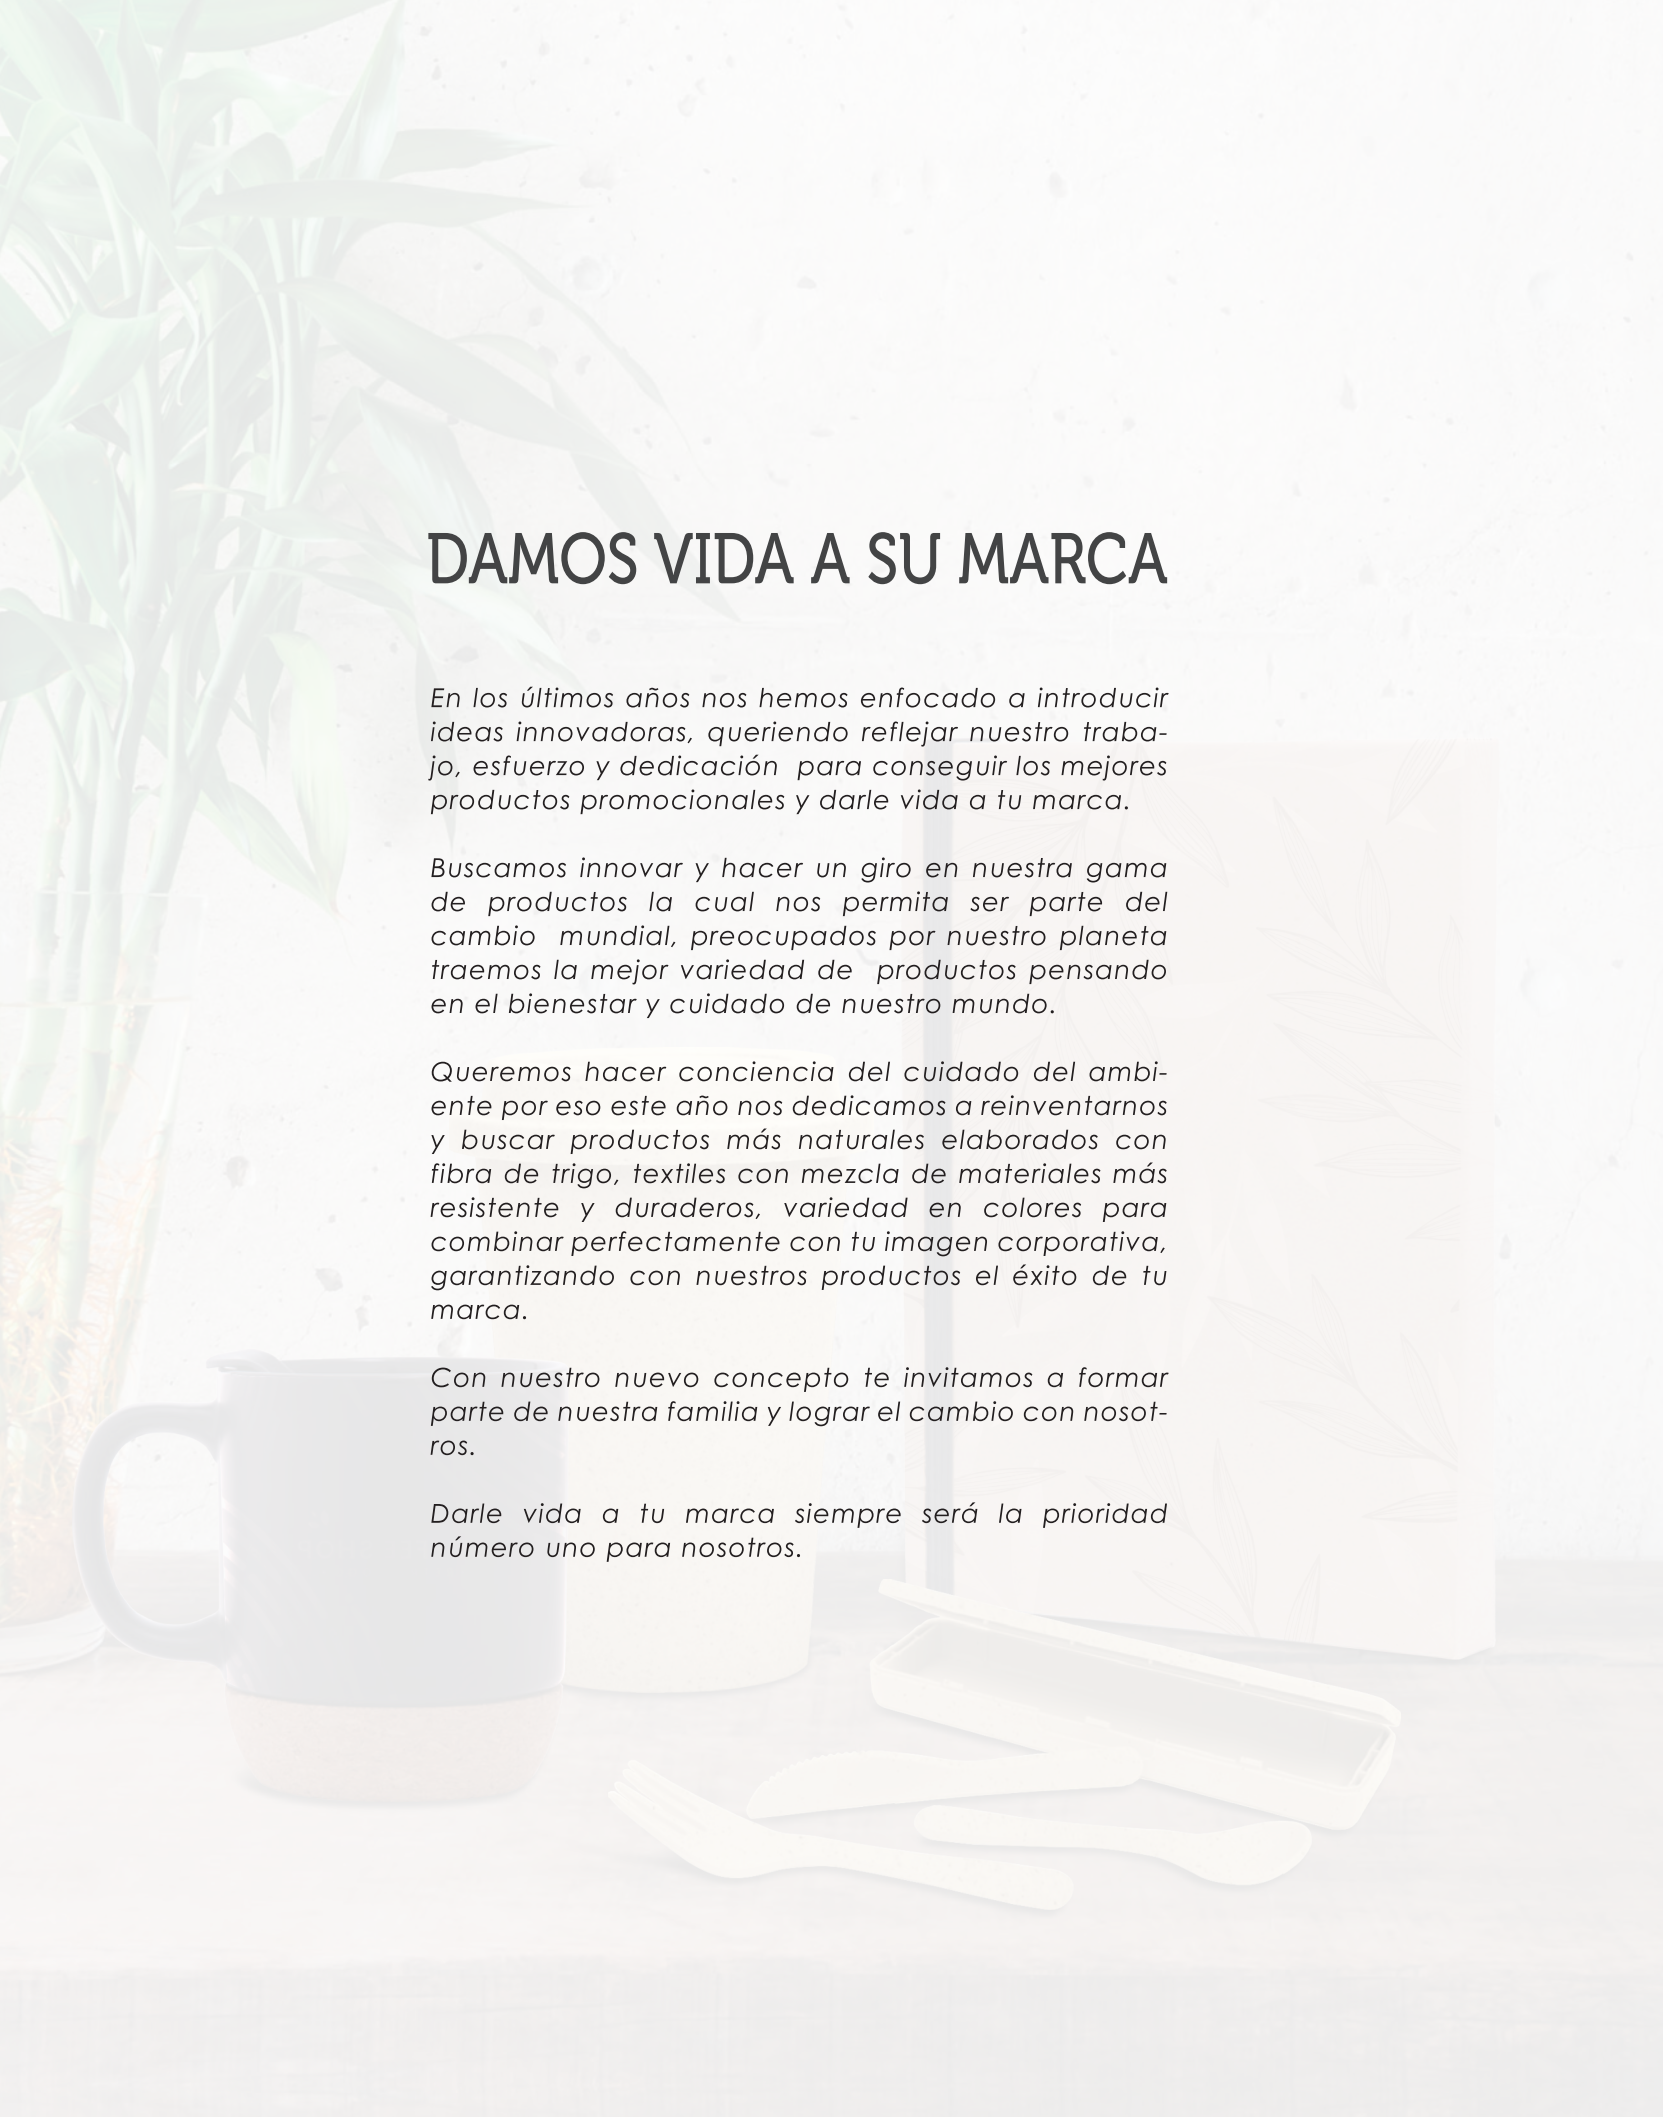 DAMOS VIDA A SU MARCA
En los últimos años nos hemos enfocado a introducir
ideas innovadoras, queriendo reflejar nuestro traba-
jo, esfuerzo y dedicación  para conseguir los mejores
productos promocionales y darle vida a tu marca.
Buscamos innovar y hacer un giro en nuestra gama
de productos la cual nos permita ser parte del
cambio  mundial, preocupados por nuestro planeta
traemos la mejor variedad de  productos pensando
en el bienestar y cuidado de nuestro mundo.
Queremos hacer conciencia del cuidado del ambi-
ente por eso este año nos dedicamos a reinventarnos
y buscar productos más naturales elaborados con
fibra de trigo, textiles con mezcla de materiales más
resistente y duraderos, variedad en colores para
combinar perfectamente con tu imagen corporativa,
garantizando con nuestros productos el éxito de tu
marca.
Con nuestro nuevo concepto te invitamos a formar
parte de nuestra familia y lograr el cambio con nosot-
ros.
Darle vida a tu marca siempre será la prioridad
número uno para nosotros.